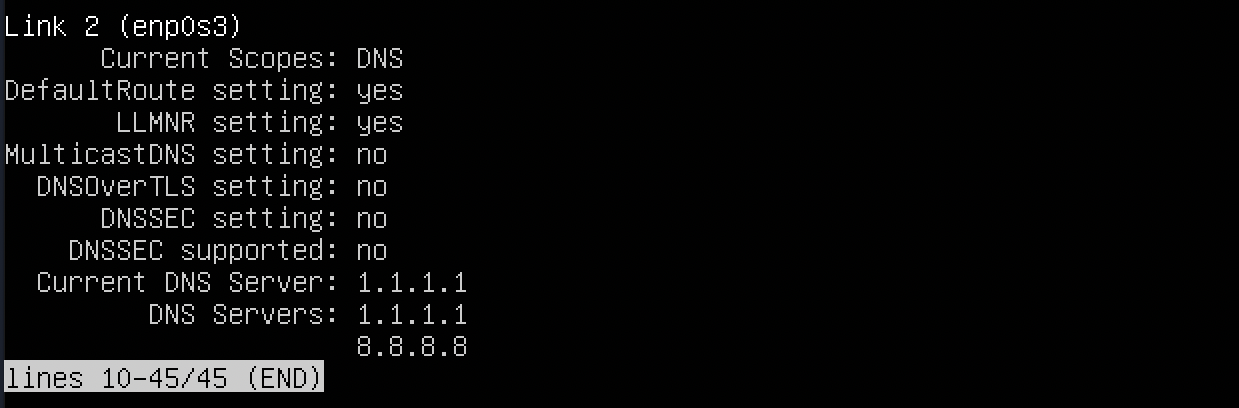 Link 2 (enp0s3)
Current Scopes: DNS
DefaultRoute setting: yes
LLMNR setting: yes
MulticastDNS setting: no
DNSOverTLS setting: no
DNSSEC setting: no
DNSSEC supported: no
Current DNS Server: 1.1.1.1
DNS Servers: 1.1.1.1
8.8.8.8
lines 10-45/45 (END)